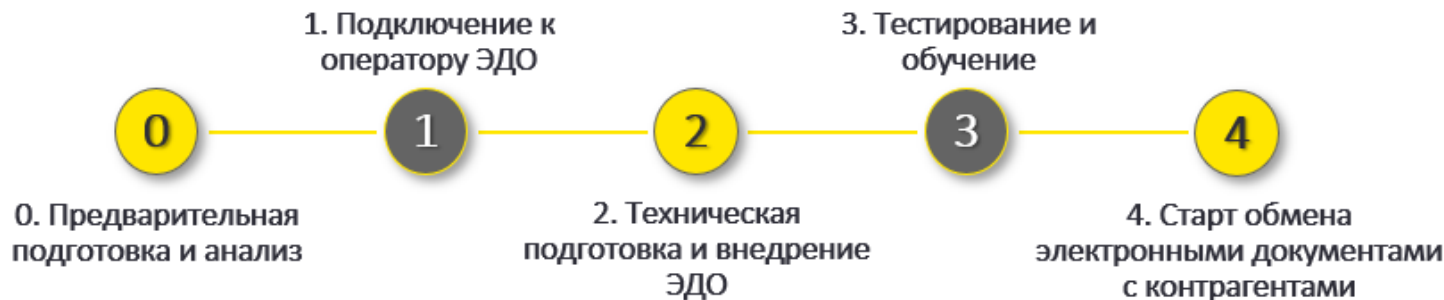 1. Подключение к
оператору ЭДО
3. Тестирование и
обучение
0
1
2
3
4
0. Предварительная
подготовка и анализ
2. Техническая
подготовка и внедрение
ЭДО
4. Старт обмена
электронными документами
с контрагентами